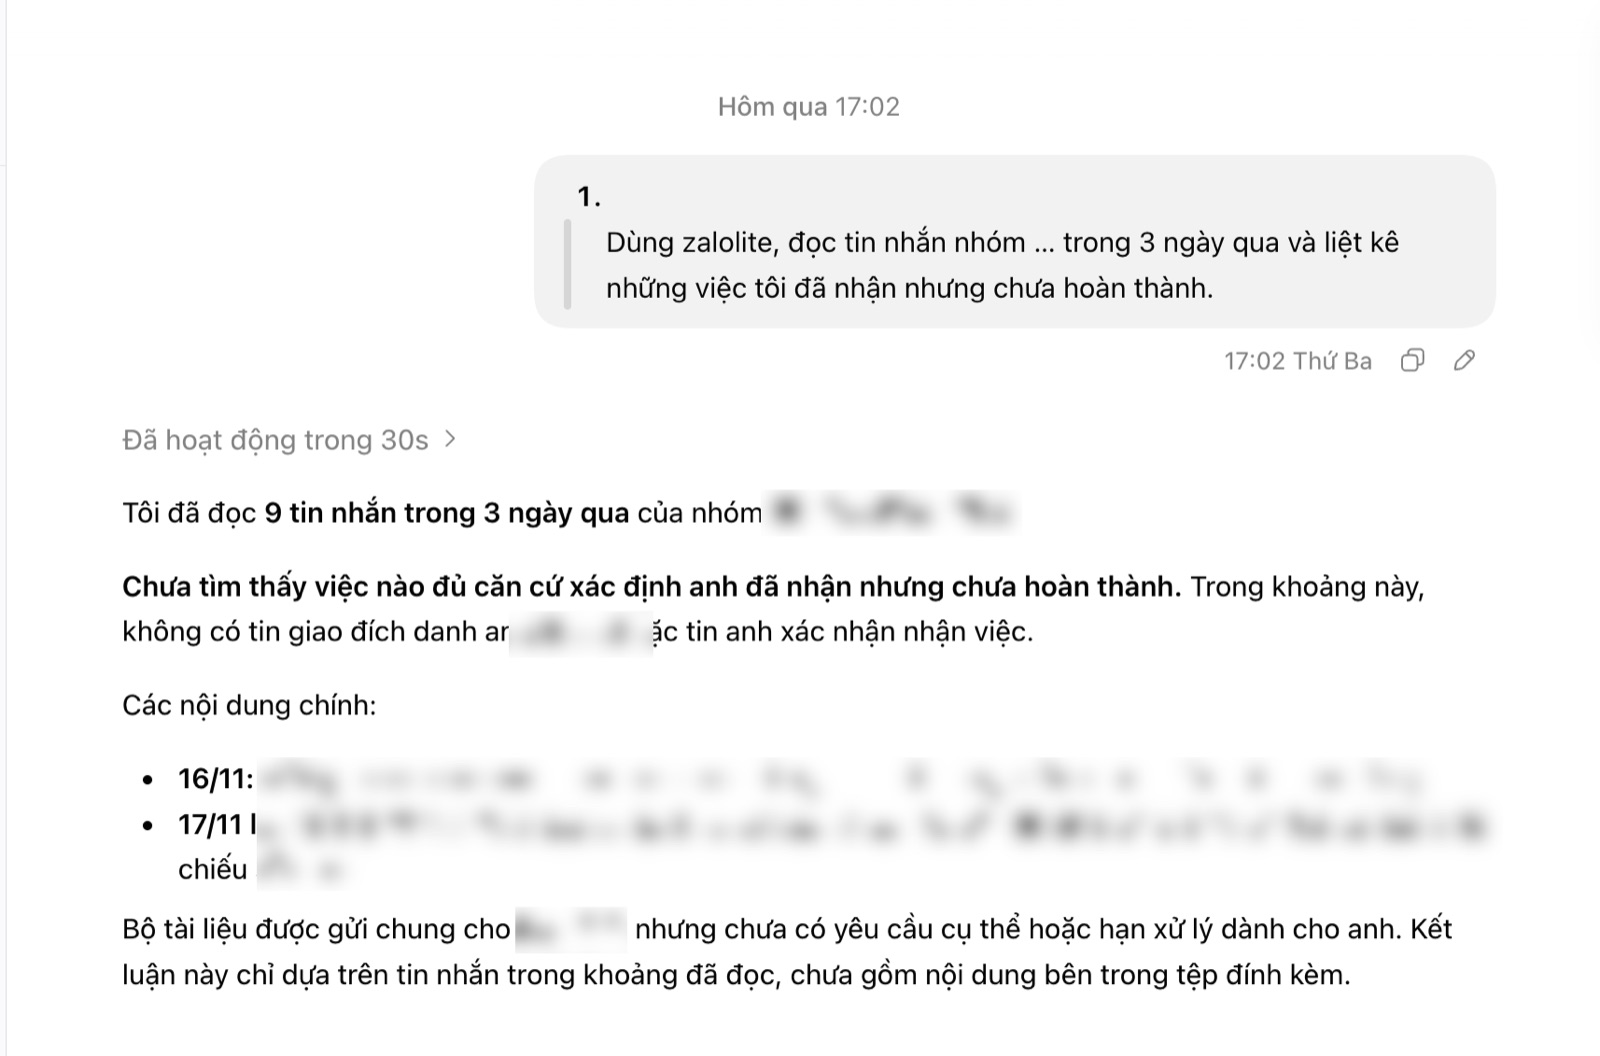 Hôm qua 17:02
1.
Dùng zalolite, đọc tin nhắn nhóm ... trong 3 ngày qua và liệt kê
những việc tôi đã nhận nhưng chưa hoàn thành.
17:02 Thứ Ba
Đã hoạt động trong 30s
Tôi đã đọc 9 tin nhắn trong 3 ngày qua của nhóm
Chưa tìm thấy việc nào đủ căn cứ xác định anh đã nhận nhưng chưa hoàn thành. Trong khoảng này,
không có tin giao đích danh tin anh xác nhận nhận việc.
Các nội dung chính:
• 16/11:
• 17/11
chiếu
Bộ tài liệu được gửi chung cho nhưng chưa có yêu cầu cụ thể hoặc hạn xử lý dành cho anh. Kết
luận này chỉ dựa trên tin nhắn trong khoảng đã đọc, chưa gồm nội dung bên trong tệp đính kèm.